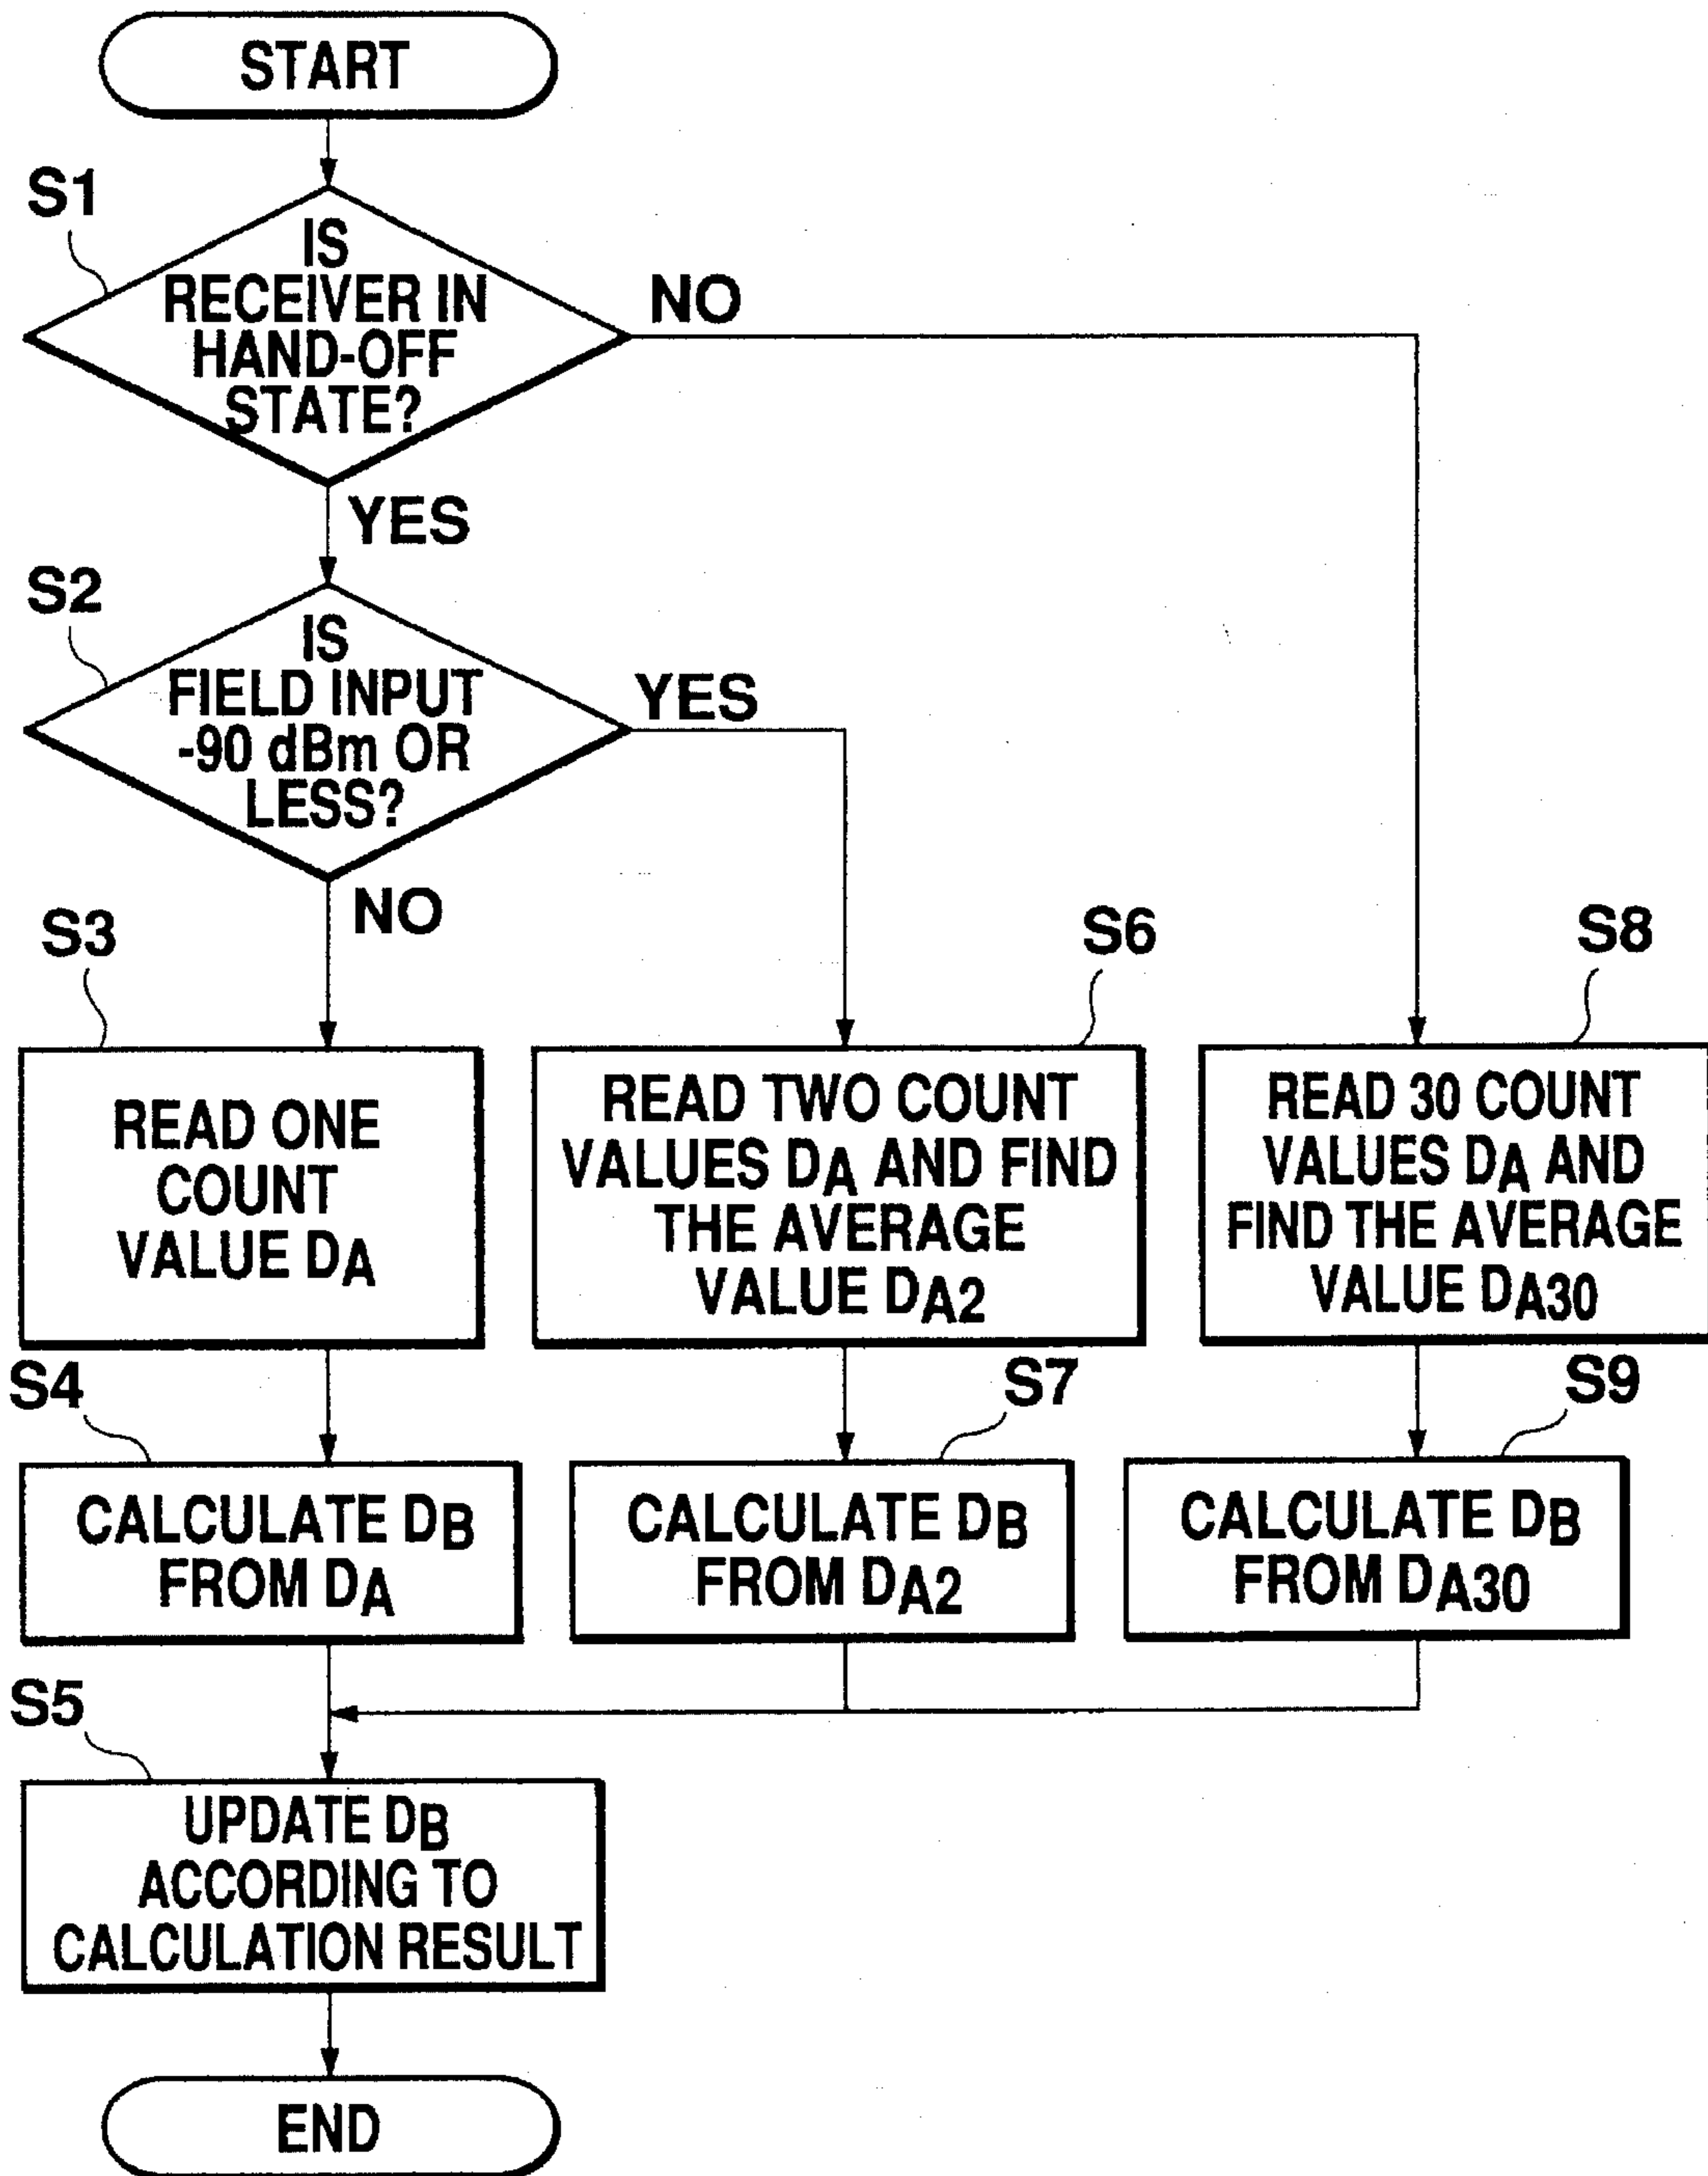 START
S1
IS
RECEIVER IN
HAND-OFF
STATE?
NO
YES
S2
IS
FIELD INPUT
-90 dBm OR
LESS?
YES
NO
S3
READ ONE
COUNT
VALUE DA
S6
READ TWO COUNT
VALUES DA AND FIND
THE AVERAGE
VALUE DA2
S8
READ 30 COUNT
VALUES DA AND
FIND THE AVERAGE
VALUE DA30
S4
CALCULATE DB
FROM DA
S7
CALCULATE DB
FROM DA2
S9
CALCULATE DB
FROM DA30
S5
UPDATE DB
ACCORDING TO
CALCULATION RESULT
END